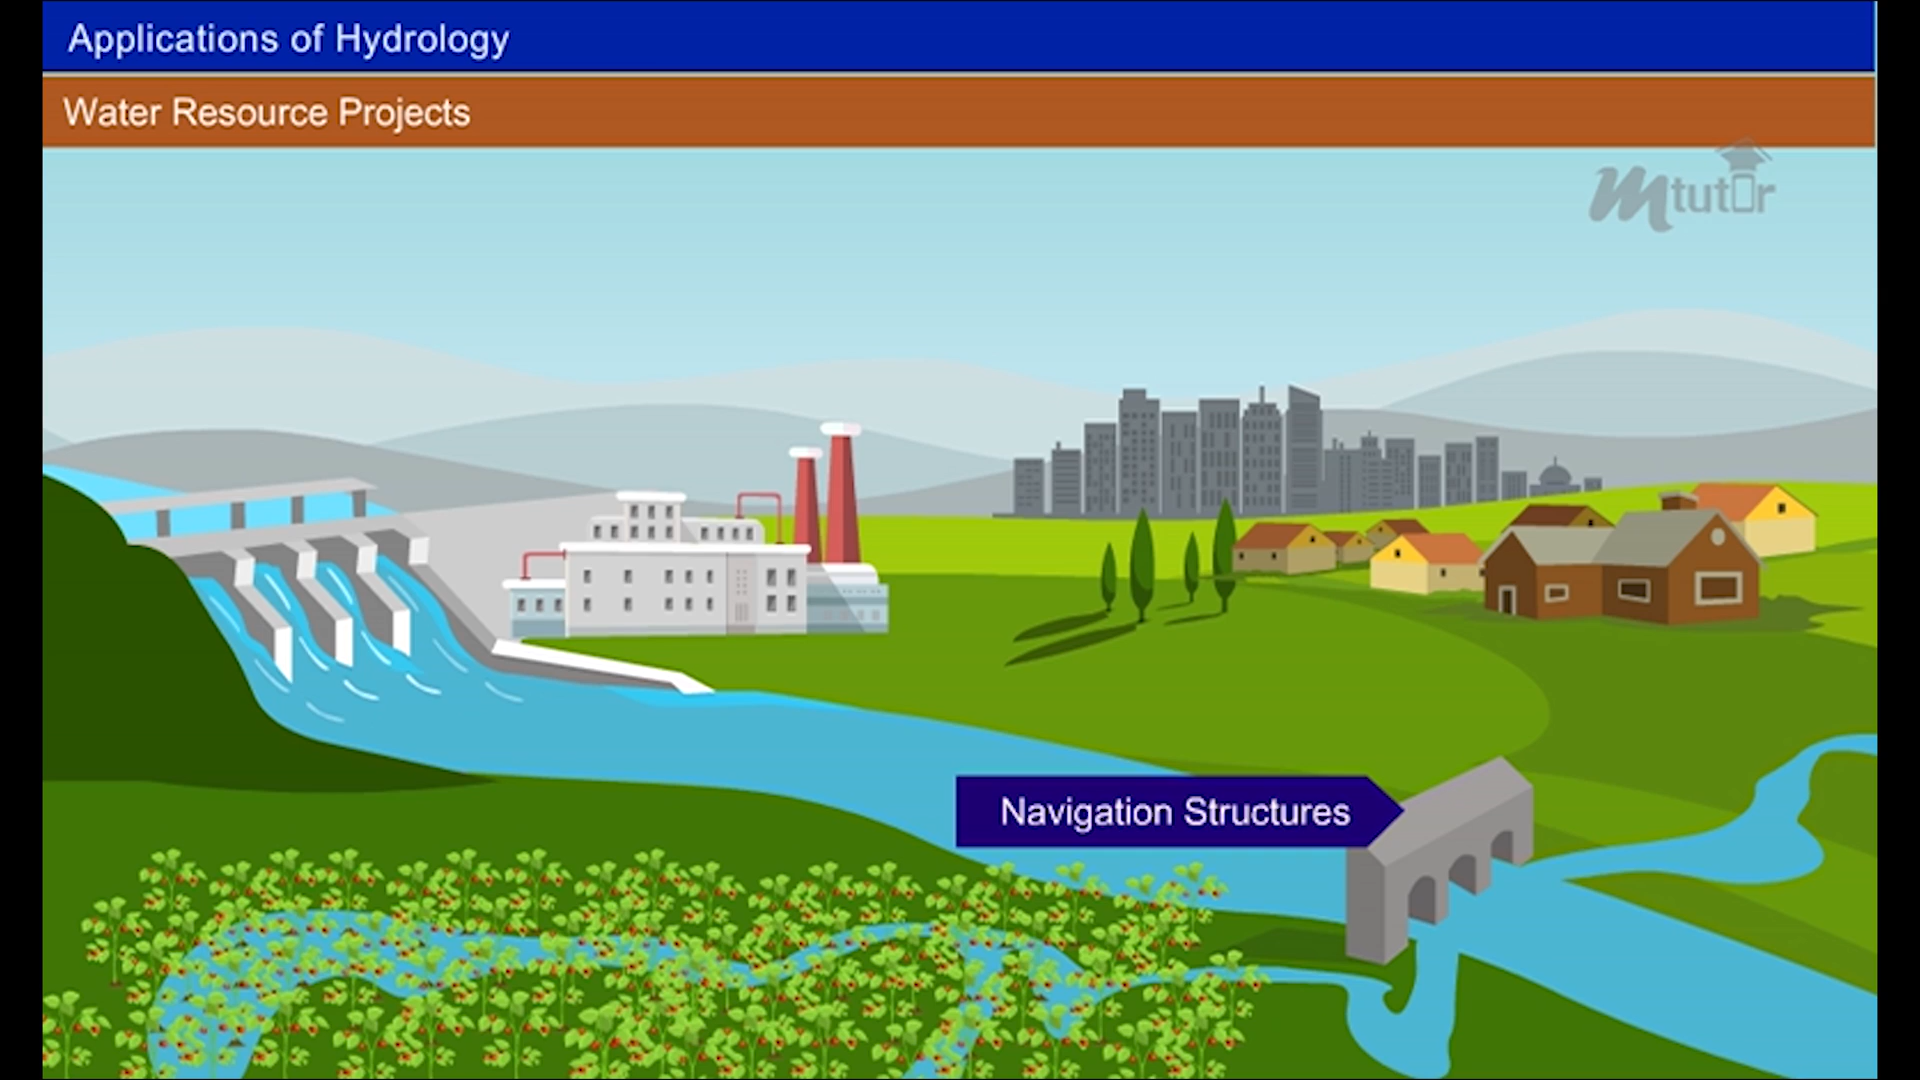 Applications of Hydrology
Water Resource Projects
Mtutor
Navigation Structures